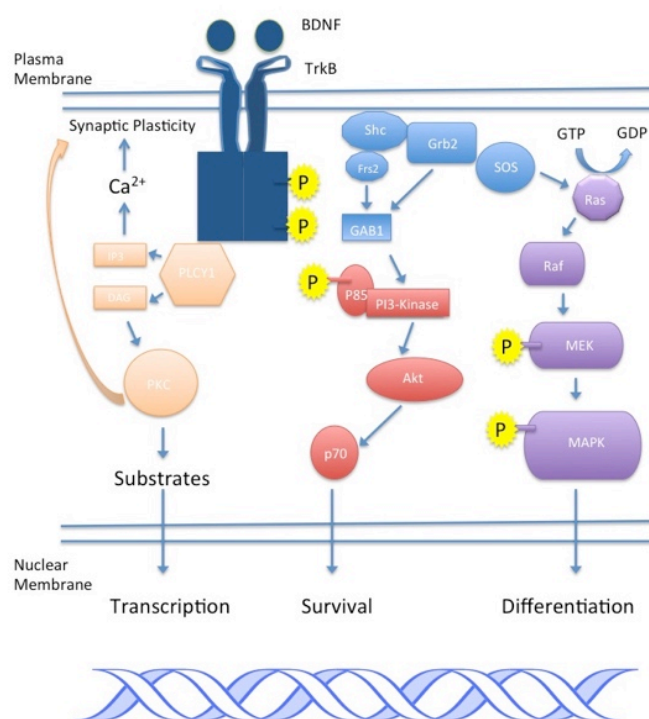 BDNF
Plasma
Membrane
TrkB
Synaptic Plasticity
Shc
Grb2
GTP
GDP
Frs2
SOS
Ca2+
P
Ras
P
GAB1
IP3
PLCY1
Raf
DAG
P
P85
PI3-Kinase
P
MEK
PKC
Akt
P
MAPK
p70
Substrates
Nuclear
Membrane
Transcription
Survival
Differentiation